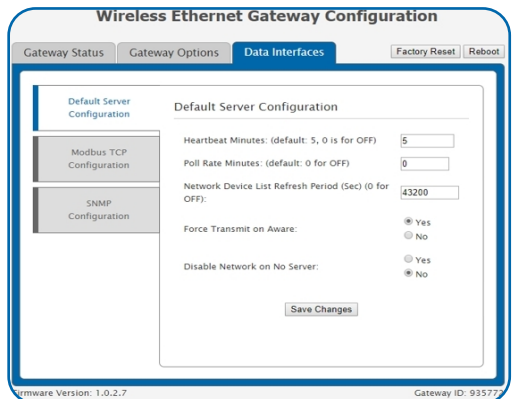 Wireless Ethernet Gateway Configuration
Gateway Status Gateway Options Data Interfaces Factory Reset Reboot
Default Server
Configuration
Modbus TCP
Configuration
SNMP
Configuration
Default Server Configuration
Heartbeat Minutes: (default: 5, 0 is for OFF) 5
Poll Rate Minutes: (default: 0 for OFF) 0
Network Device List Refresh Period (Sec) (0 for
OFF): 43200
Force Transmit on Aware: Yes
No
Disable Network on No Server: Yes
No
Save Changes
Firmware Version: 1.0.2.7 Gateway ID: 935772